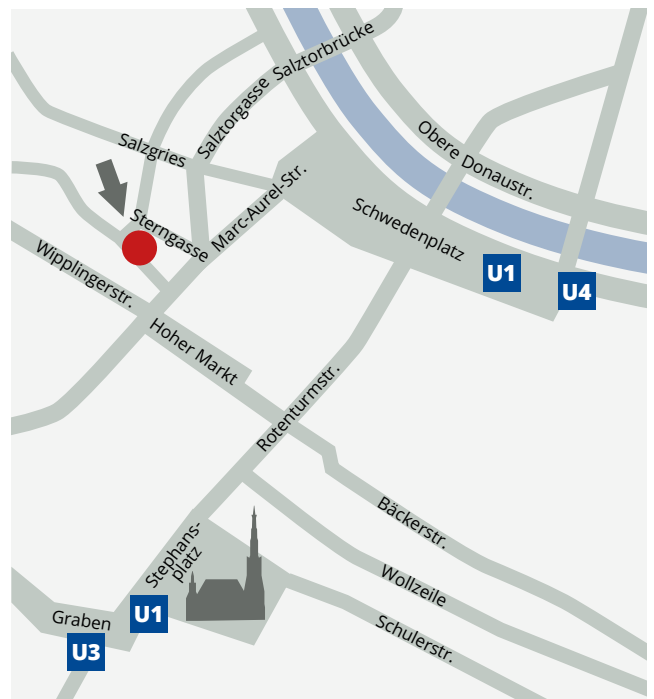 Salztorbrücke
Salztorgasse
Obere Donaustr.
Salzgries
Marc-Aurel-Str.
Sterngasse
Schwedenplatz
Wipplingerstr.
U1
U4
Hoher Markt
Rotenturmstr.
Bäckerstr.
Stephans-
platz
Wollzeile
U1
Graben
Schulerstr.
U3